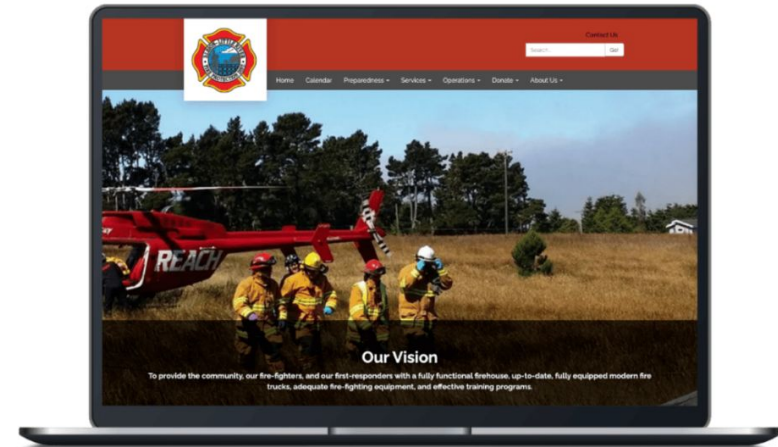 Contact Us
Search...
Go!
Home Calendar Preparedness Services Operations Donate About Us
REACH
Our Vision
To provide the community, our fire-fighters, and our first-responders with a fully functional firehouse, up-to-date, fully equipped modern fire
trucks, adequate fire-fighting equipment, and effective training programs.